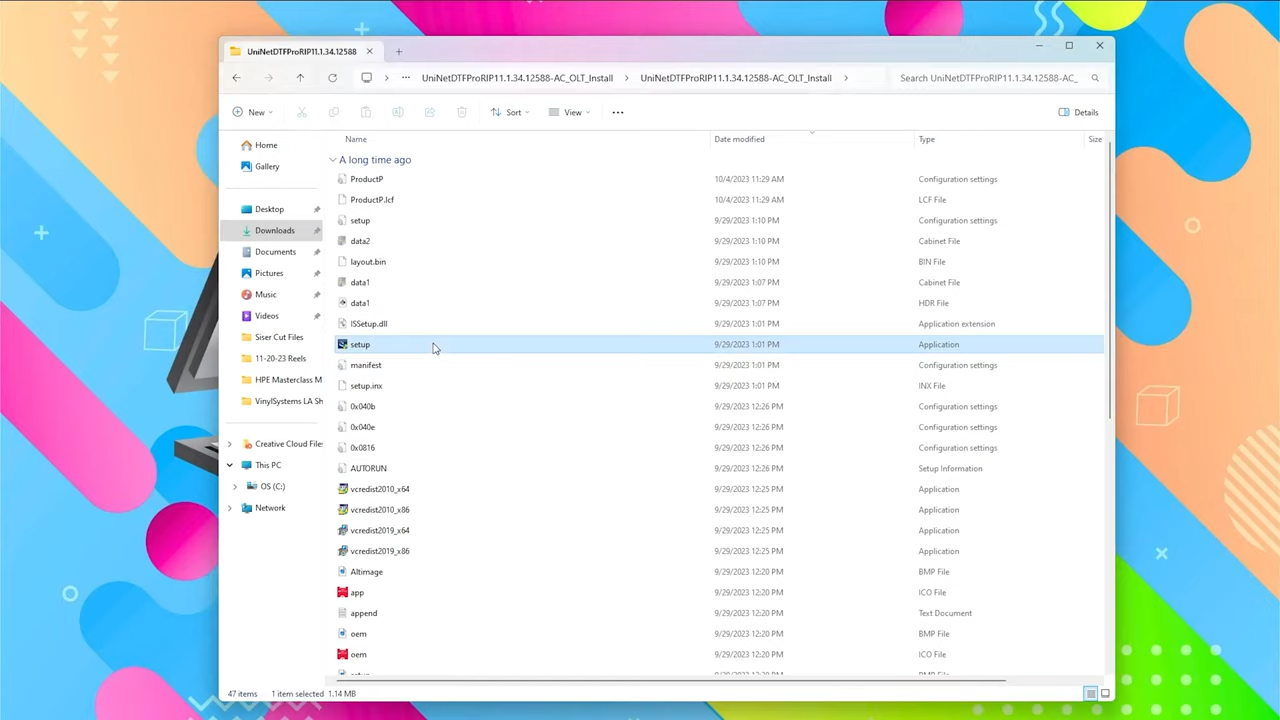 UniNetDTFProRIP11.1.34.12588
UniNetDTFProRIP11.1.34.12588-AC_OLT_Install > UniNetDTFProRIP11.1.34.12588-AC_OLT_Install > Search UniNetDTFProRIP11.1.34.12588-AC_
New Sort View Details
Name Date modified Type Size
A long time ago
ProductP 10/4/2023 11:29 AM Configuration settings
ProductP.lcf 10/4/2023 11:29 AM LCF File
setup 9/29/2023 1:10 PM Configuration settings
data2 9/29/2023 1:10 PM Cabinet File
layout.bin 9/29/2023 1:10 PM BIN File
data1 9/29/2023 1:07 PM Cabinet File
data1 9/29/2023 1:07 PM HDR File
ISSetup.dll 9/29/2023 1:01 PM Application extension
setup 9/29/2023 1:01 PM Application
manifest 9/29/2023 1:01 PM Configuration settings
setup.inx 9/29/2023 1:01 PM INX File
0x040b 9/29/2023 12:26 PM Configuration settings
0x040e 9/29/2023 12:26 PM Configuration settings
0x0816 9/29/2023 12:26 PM Configuration settings
AUTORUN 9/29/2023 12:26 PM Setup Information
vcredist2010_x64 9/29/2023 12:25 PM Application
vcredist2010_x86 9/29/2023 12:25 PM Application
vcredist2019_x64 9/29/2023 12:25 PM Application
vcredist2019_x86 9/29/2023 12:25 PM Application
Altimage 9/29/2023 12:20 PM BMP File
app 9/29/2023 12:20 PM ICO File
append 9/29/2023 12:20 PM Text Document
oem 9/29/2023 12:20 PM BMP File
oem 9/29/2023 12:20 PM ICO File
Home
Gallery
Desktop
Downloads
Documents
Pictures
Music
Videos
Siser Cut Files
11-20-23 Reels
HPE Masterclass M
VinylSystems LA Sh
Creative Cloud Files
This PC
OS (C:)
Network
47 items 1 item selected 1.14 MB